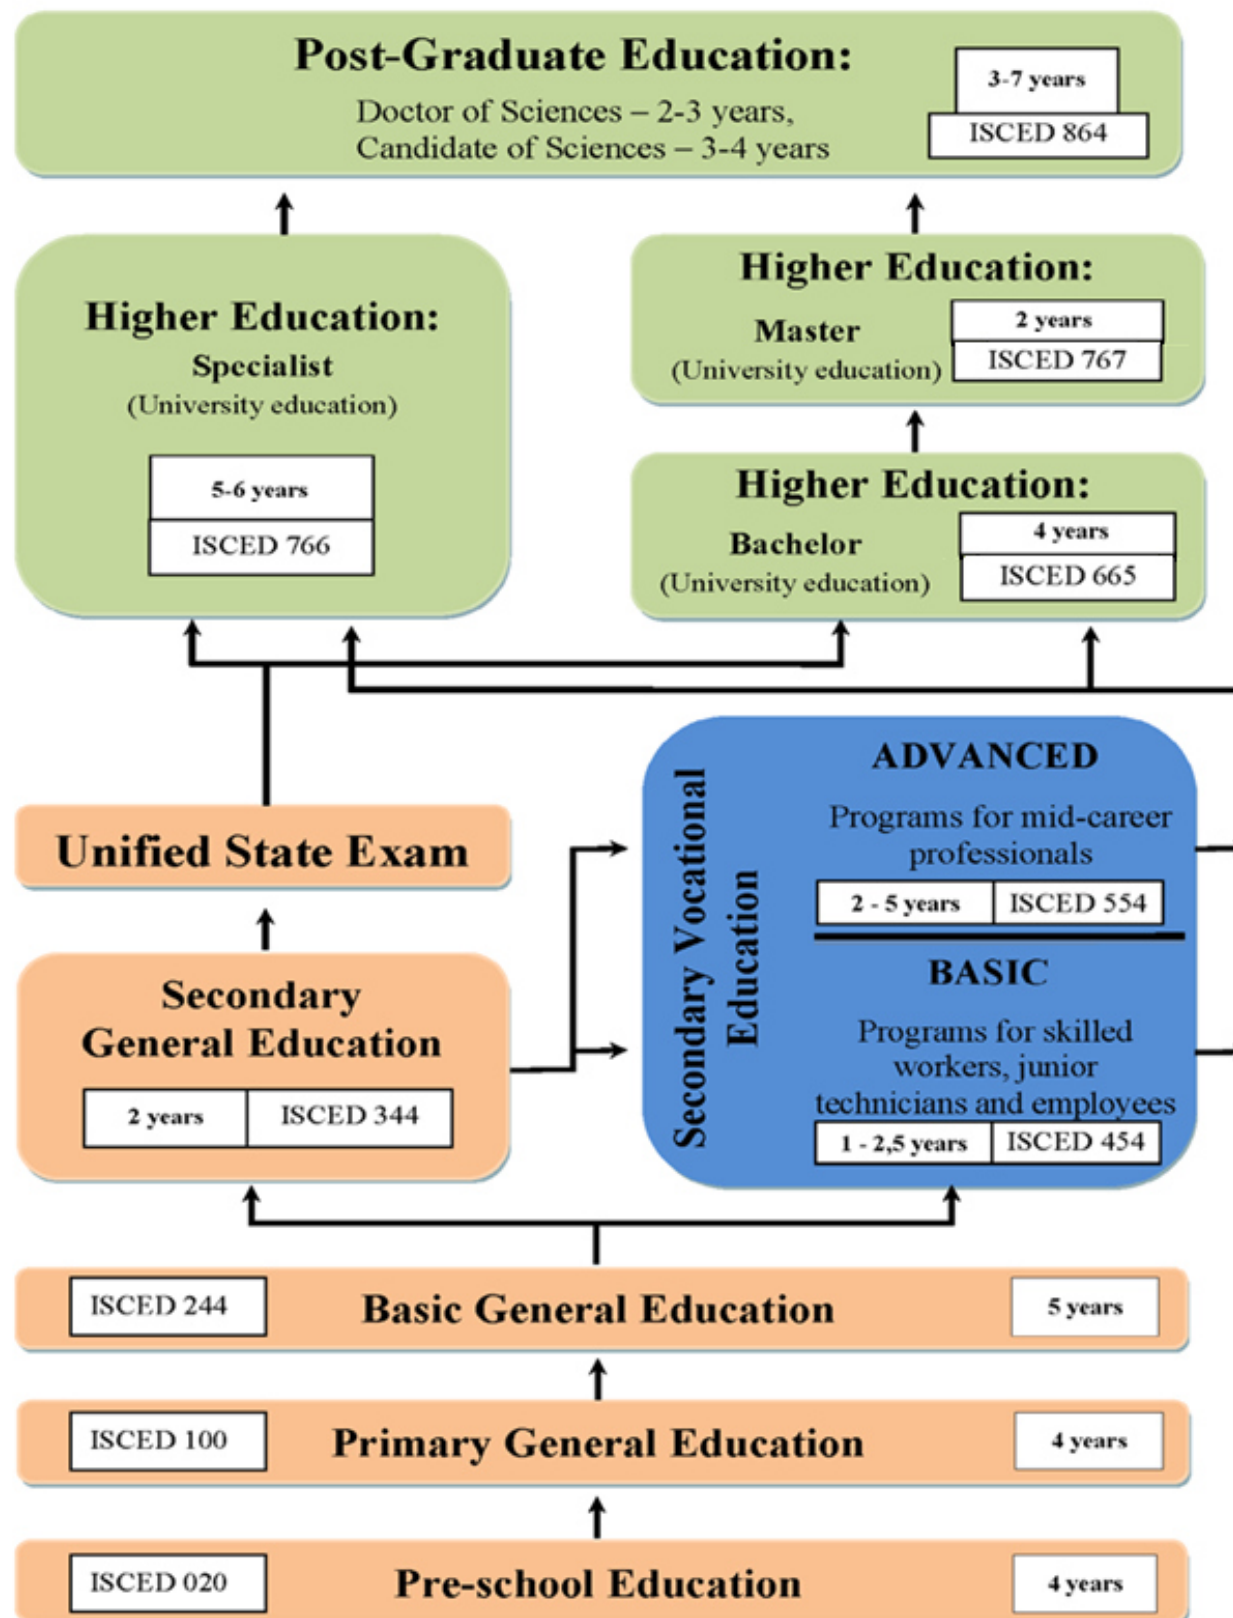 Post-Graduate Education:
Doctor of Sciences – 2-3 years,
Candidate of Sciences – 3-4 years
3-7 years
ISCED 864
Higher Education:
Specialist
(University education)
5-6 years
ISCED 766
Higher Education:
Master
(University education)
2 years
ISCED 767
Higher Education:
Bachelor
(University education)
4 years
ISCED 665
Unified State Exam
Secondary
General Education
2 years
ISCED 344
Secondary Vocational
Education
ADVANCED
Programs for mid-career
professionals
2 - 5 years
ISCED 554
BASIC
Programs for skilled
workers, junior
technicians and employees
1 - 2,5 years
ISCED 454
ISCED 244
Basic General Education
5 years
ISCED 100
Primary General Education
4 years
ISCED 020
Pre-school Education
4 years